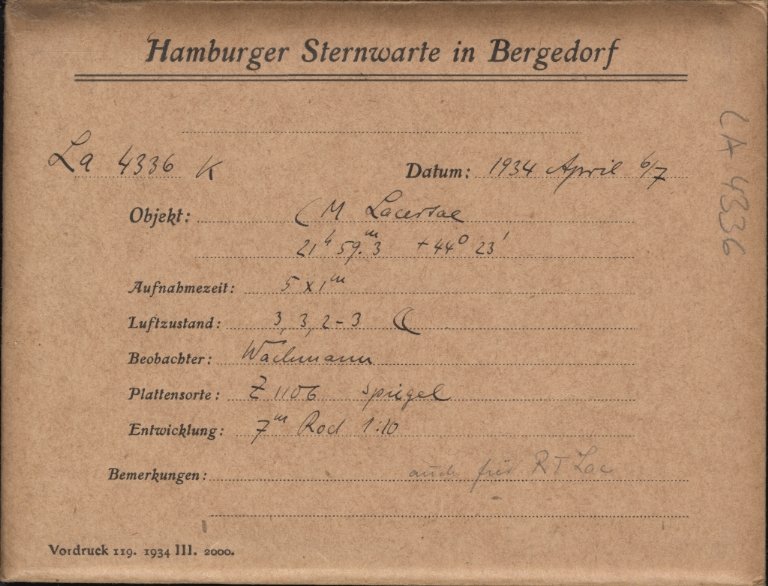 Hamburger Sternwarte in Bergedorf
La 4336 K Datum: 1934 April 6/7
Objekt: CM Lacertae
21ʰ 59ᵐ.3 +44° 23'
Aufnahmezeit: 5 x 1ᵐ
Luftzustand: 3, 3, 2-3 ☾
Beobachter: Wachmann
Plattensorte: Z 1106 Spiegel
Entwicklung: 7ᵐ Rod 1:10
Bemerkungen: auch für RT Lac
Vordruck 119. 1934 III. 2000.
LA 4336